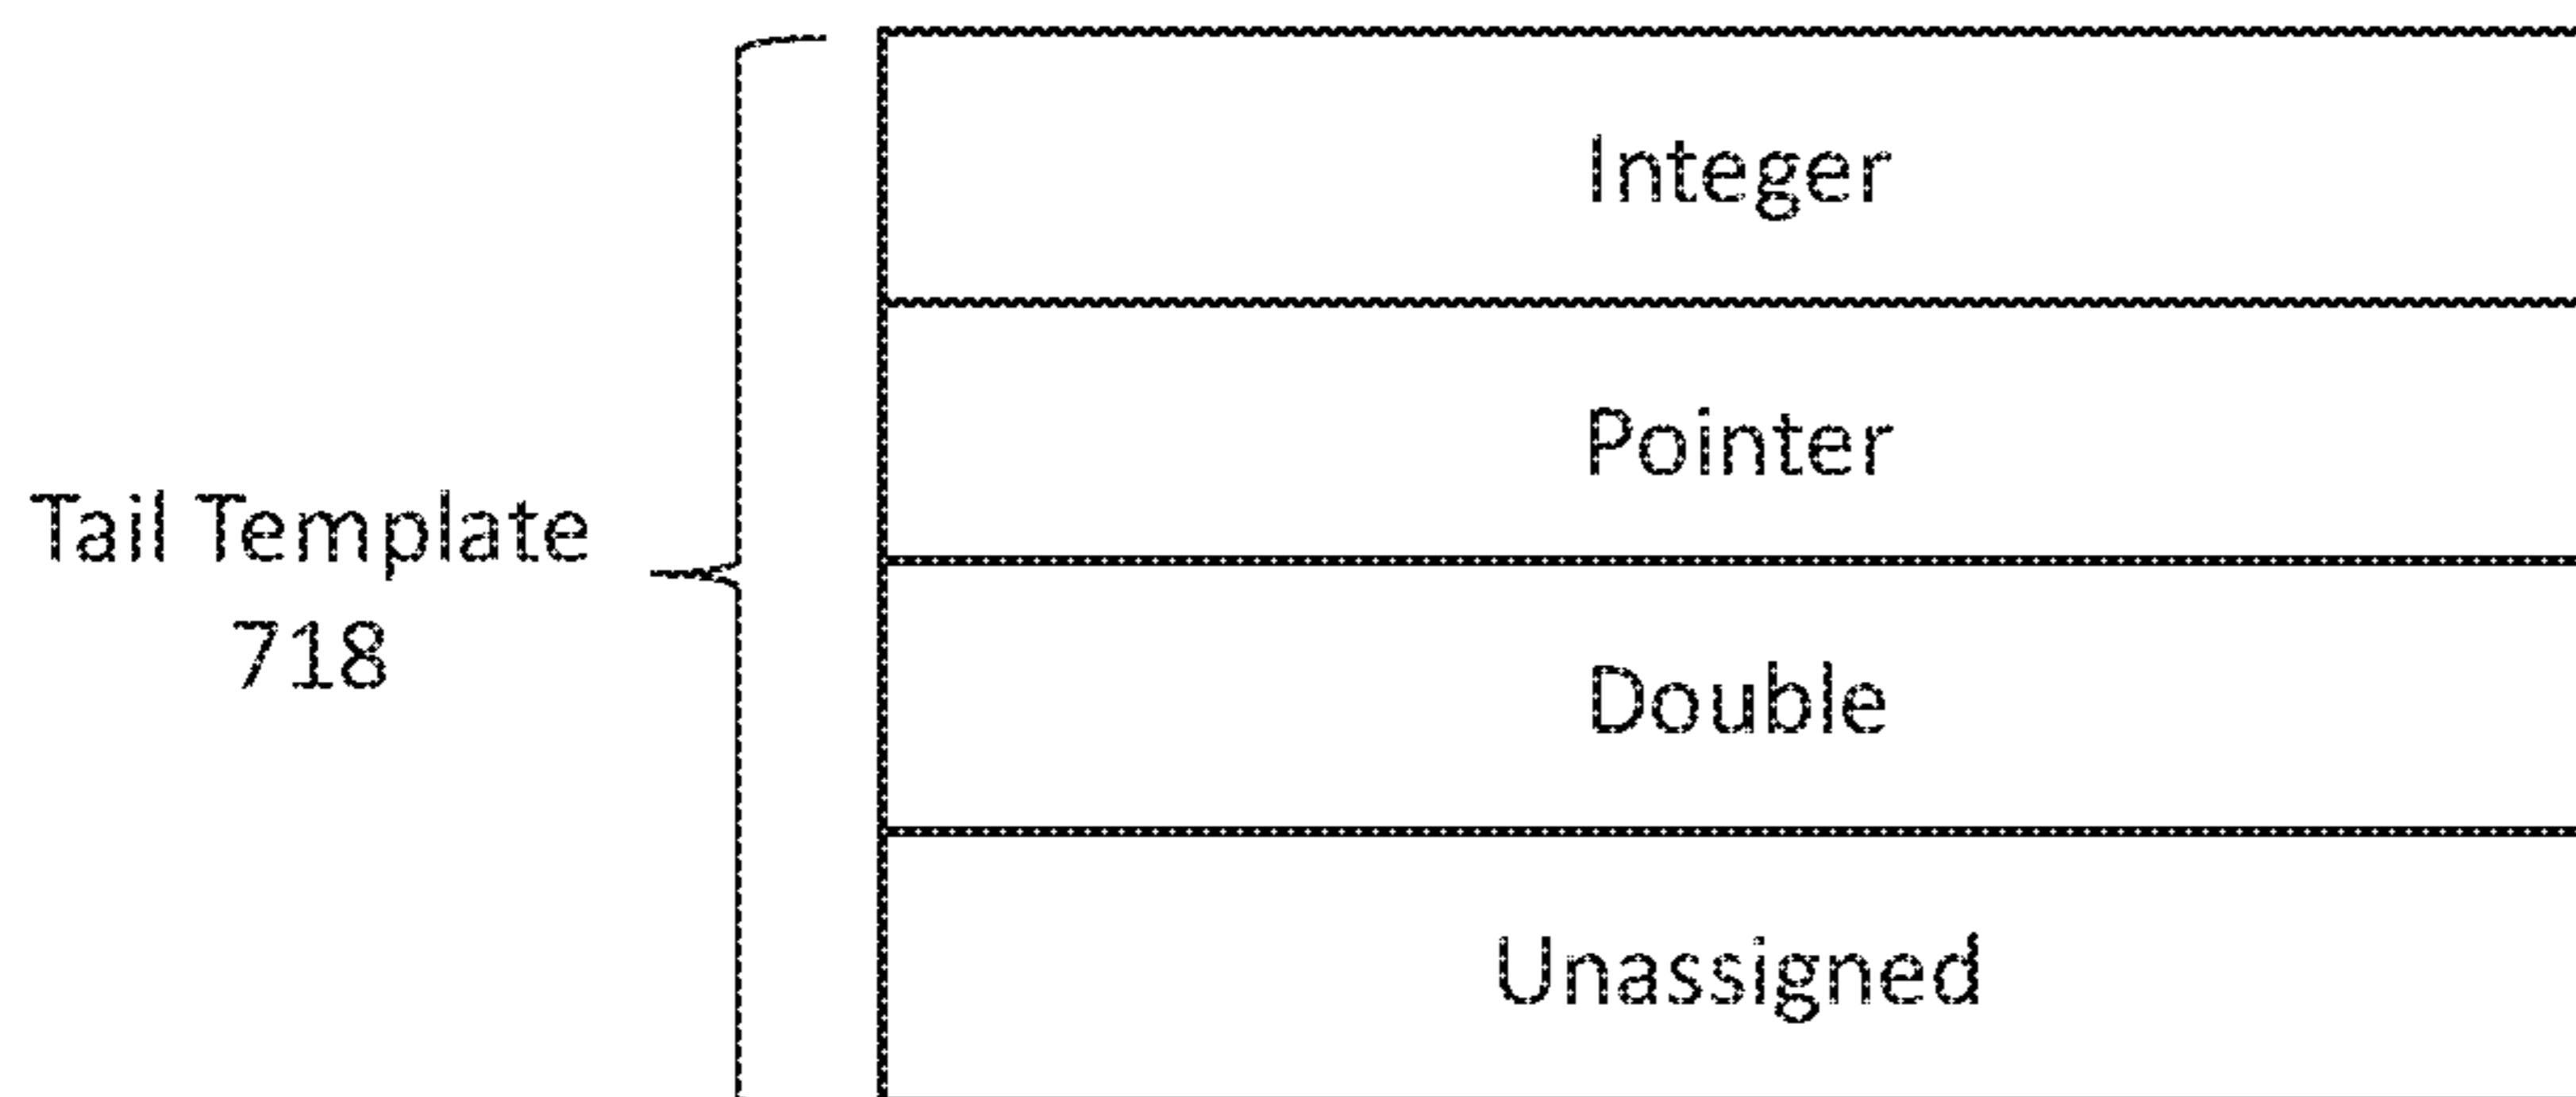 Tail Template
718
Integer
Pointer
Double
Unassigned